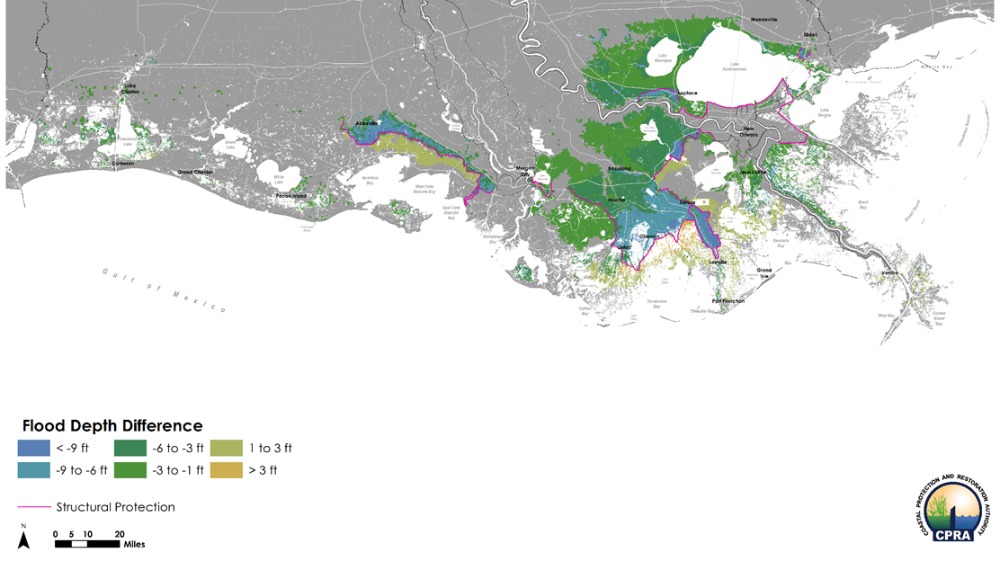 Mandeville
Slidell
Lake
Maurepas
Lake
Pontchartrain
Lake
Charles
Laplace
Lake
Borgne
Abbeville
New
Orleans
Calcasieu
Lake
Grand
Lake
Cameron
Grand Chenier
White
Lake
Pecan Island
Vermilion
Bay
West Cote
Blanche Bay
East Cote
Blanche
Bay
Morgan
City
Raceland
Houma
Larose
Chauvin
Dulac
Leeville
Grand
Isle
Port Fourchon
Venice
Atchafalaya
Bay
Caillou
Bay
Terrebonne
Bay
Timbalier Bay
Barataria
Bay
Black
Bay
Breton Sound
Chandeleur Sound
West Bay
Garden
Island
Bay
Gulf of Mexico
Flood Depth Difference
< -9 ft
-6 to -3 ft
1 to 3 ft
-9 to -6 ft
-3 to -1 ft
> 3 ft
Structural Protection
N
0 5 10 20
Miles
COASTAL PROTECTION AND RESTORATION AUTHORITY
CPRA